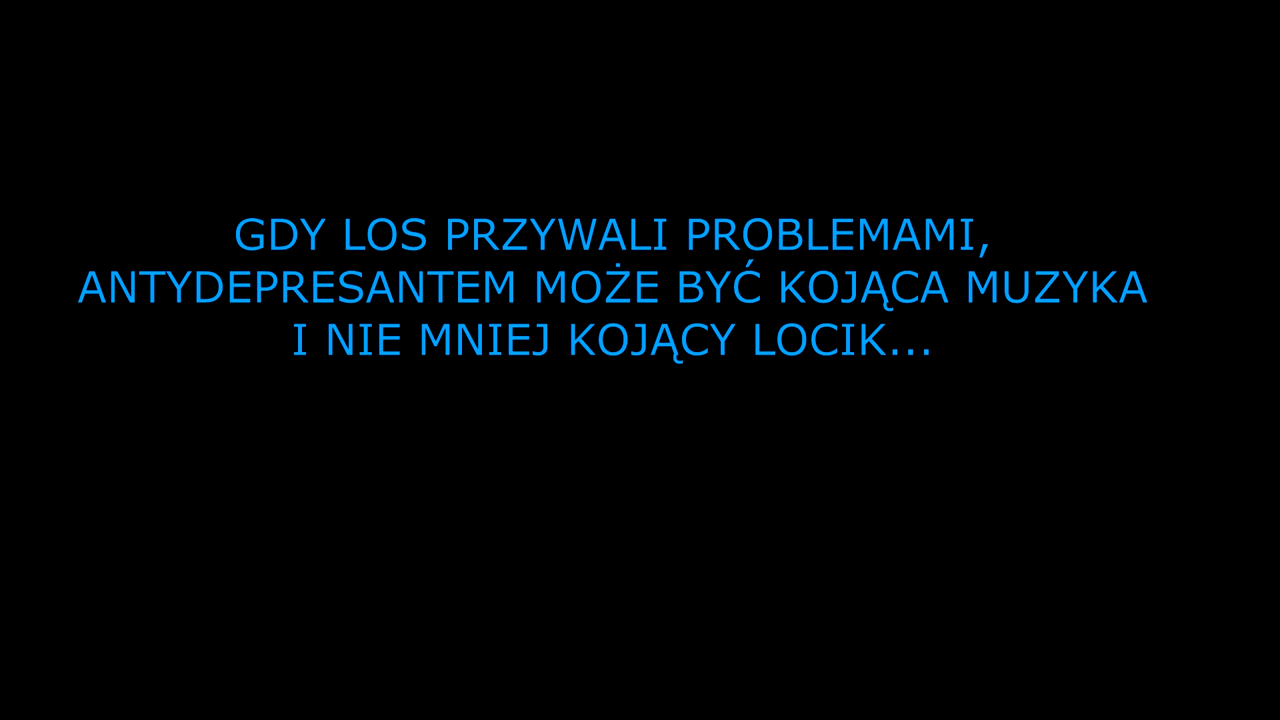 GDY LOS PRZYWALI PROBLEMAMI,
ANTYDEPRESANTEM MOŻE BYĆ KOJĄCA MUZYKA
I NIE MNIEJ KOJĄCY LOCIK...